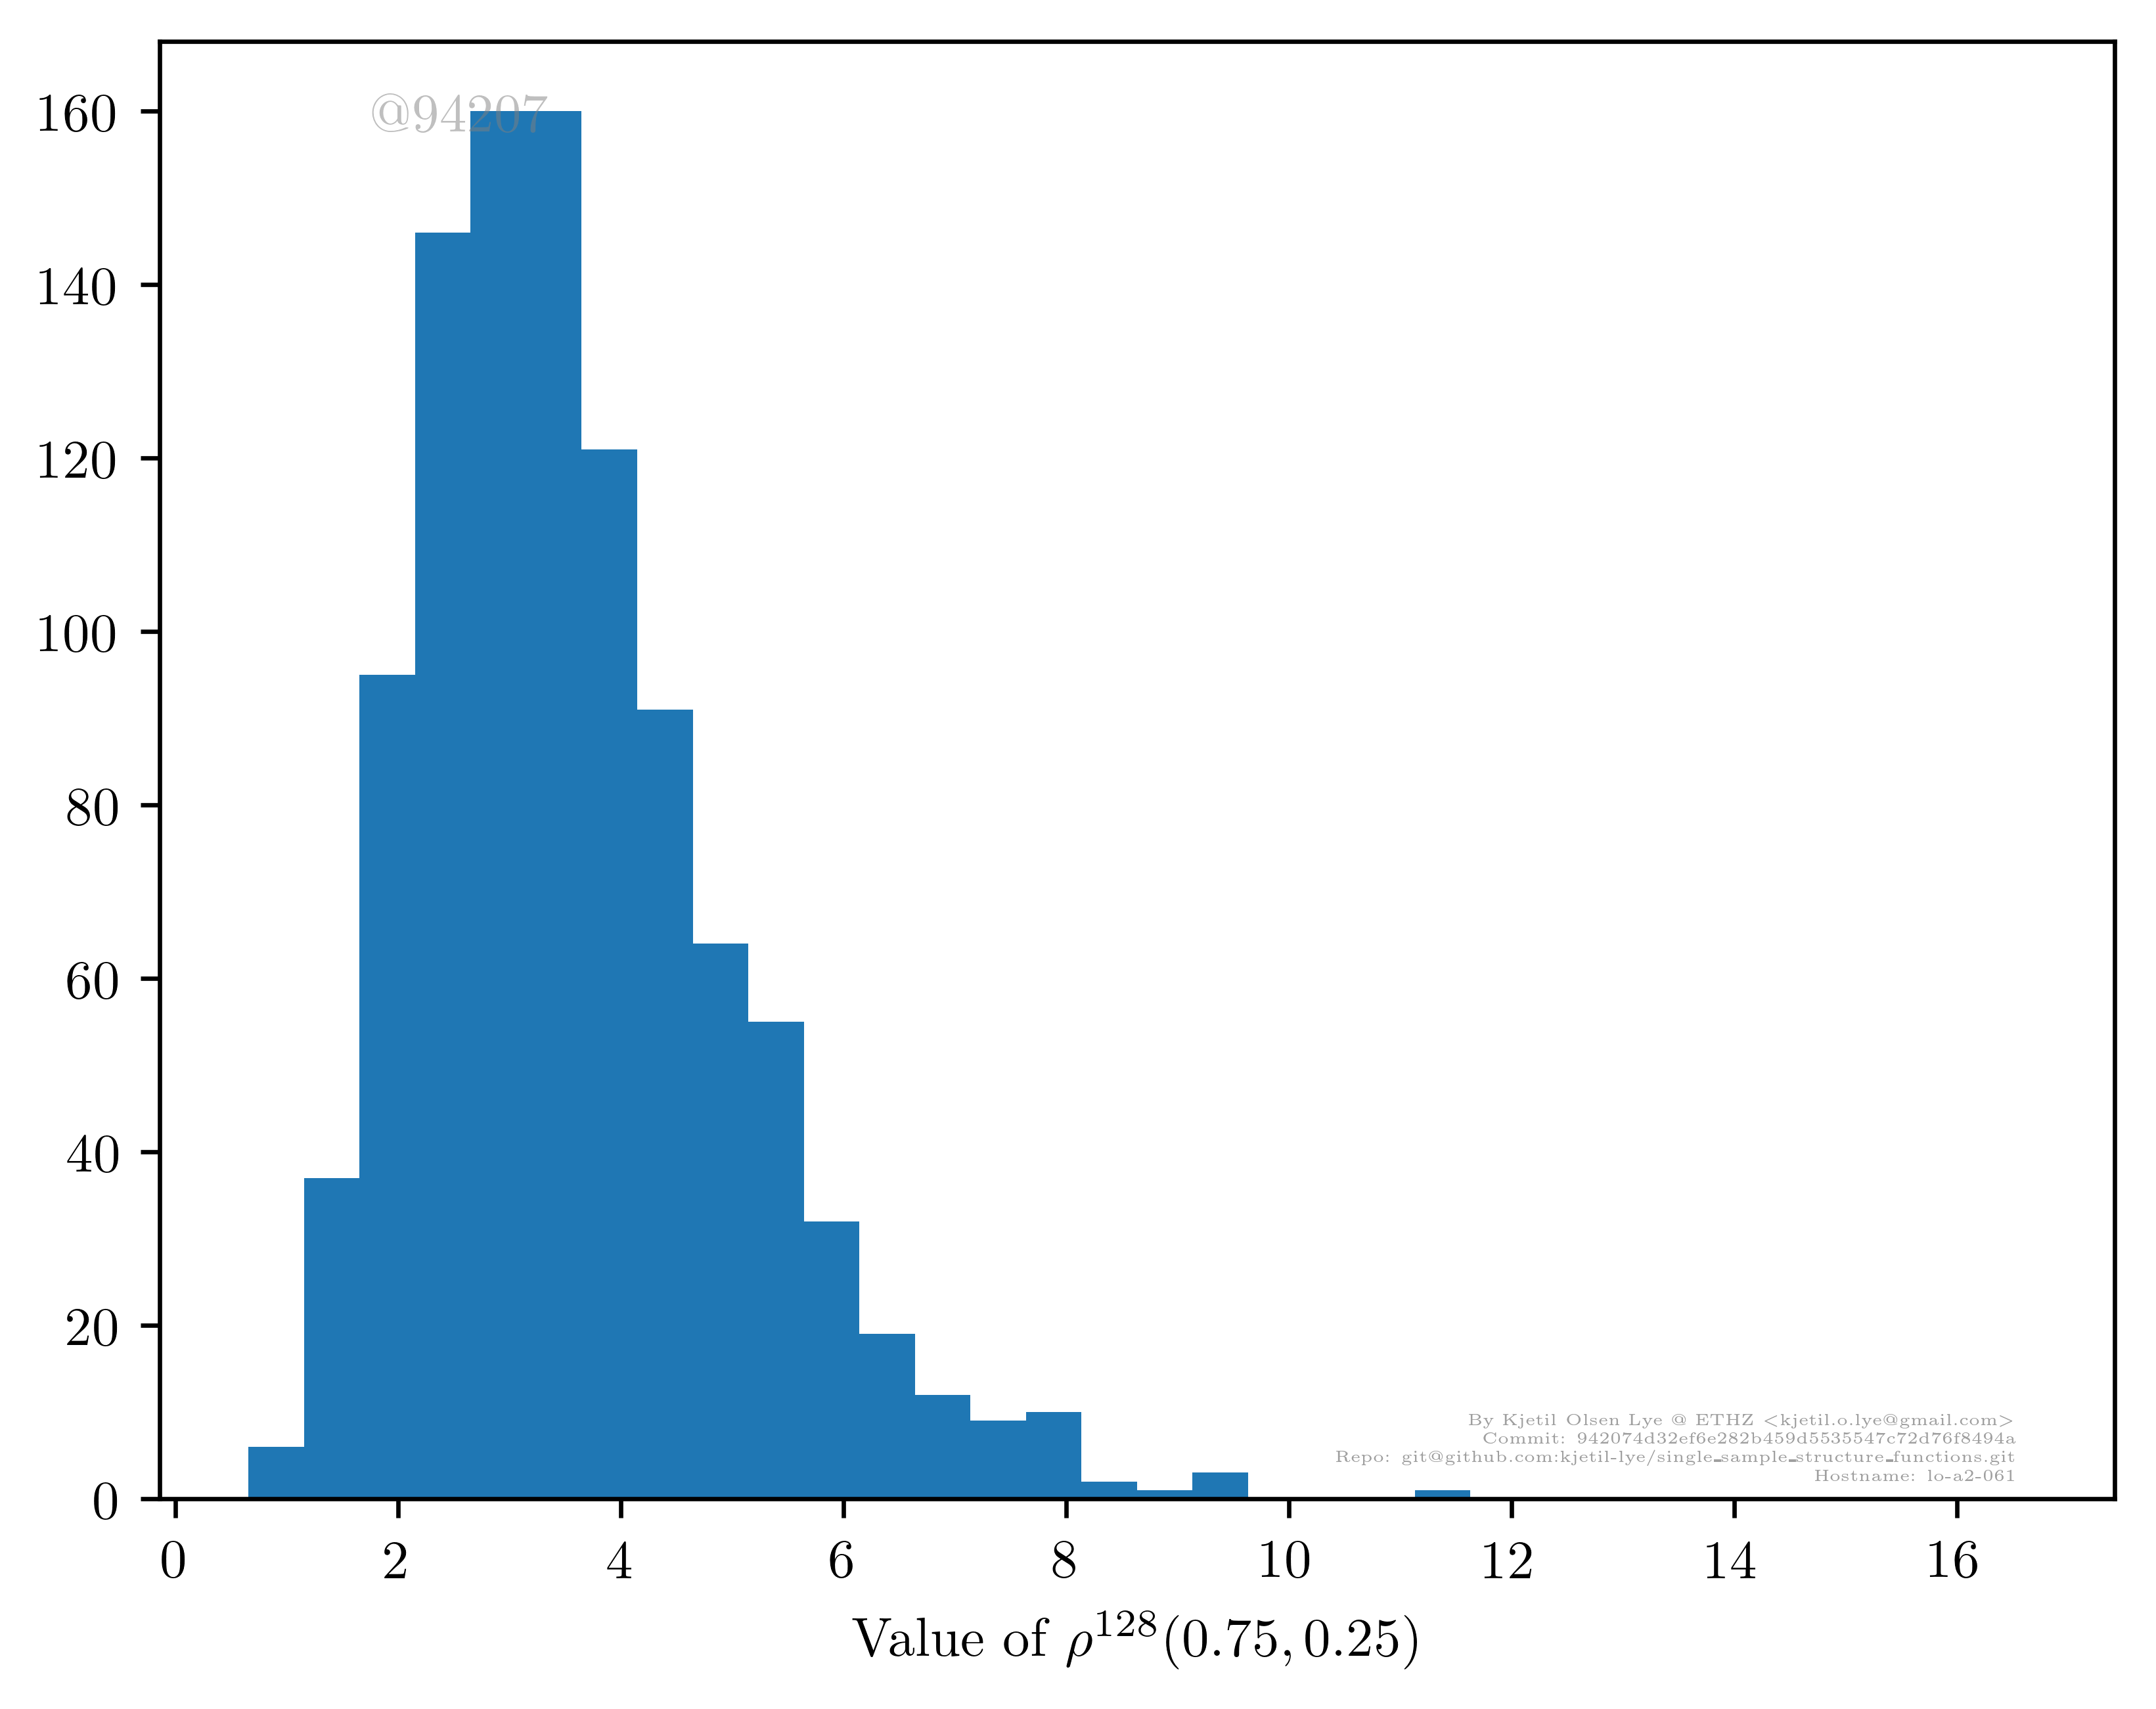 @94207
160
140
120
100
80
60
40
20
0
By Kjetil Olsen Lye @ ETHZ <kjetil.o.lye@gmail.com>
Commit: 942074d32ef6e282b459d5535547c72d76f8494a
Repo: git@github.com:kjetil-lye/single_sample_structure_functions.git
Hostname: lo-a2-061
0 2 4 6 8 10 12 14 16
Value of ρ¹²⁸(0.75, 0.25)